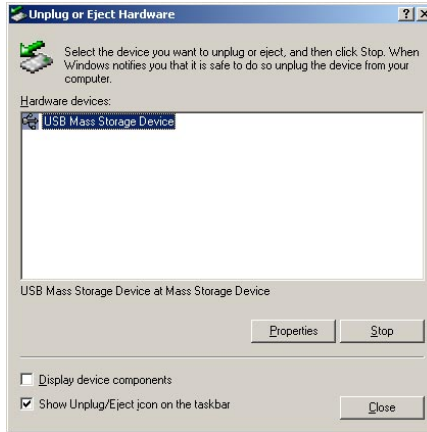 Unplug or Eject Hardware
Select the device you want to unplug or eject, and then click Stop. When
Windows notifies you that it is safe to do so unplug the device from your
computer.
Hardware devices:
USB Mass Storage Device
USB Mass Storage Device at Mass Storage Device
Properties Stop
Display device components
Show Unplug/Eject icon on the taskbar
Close